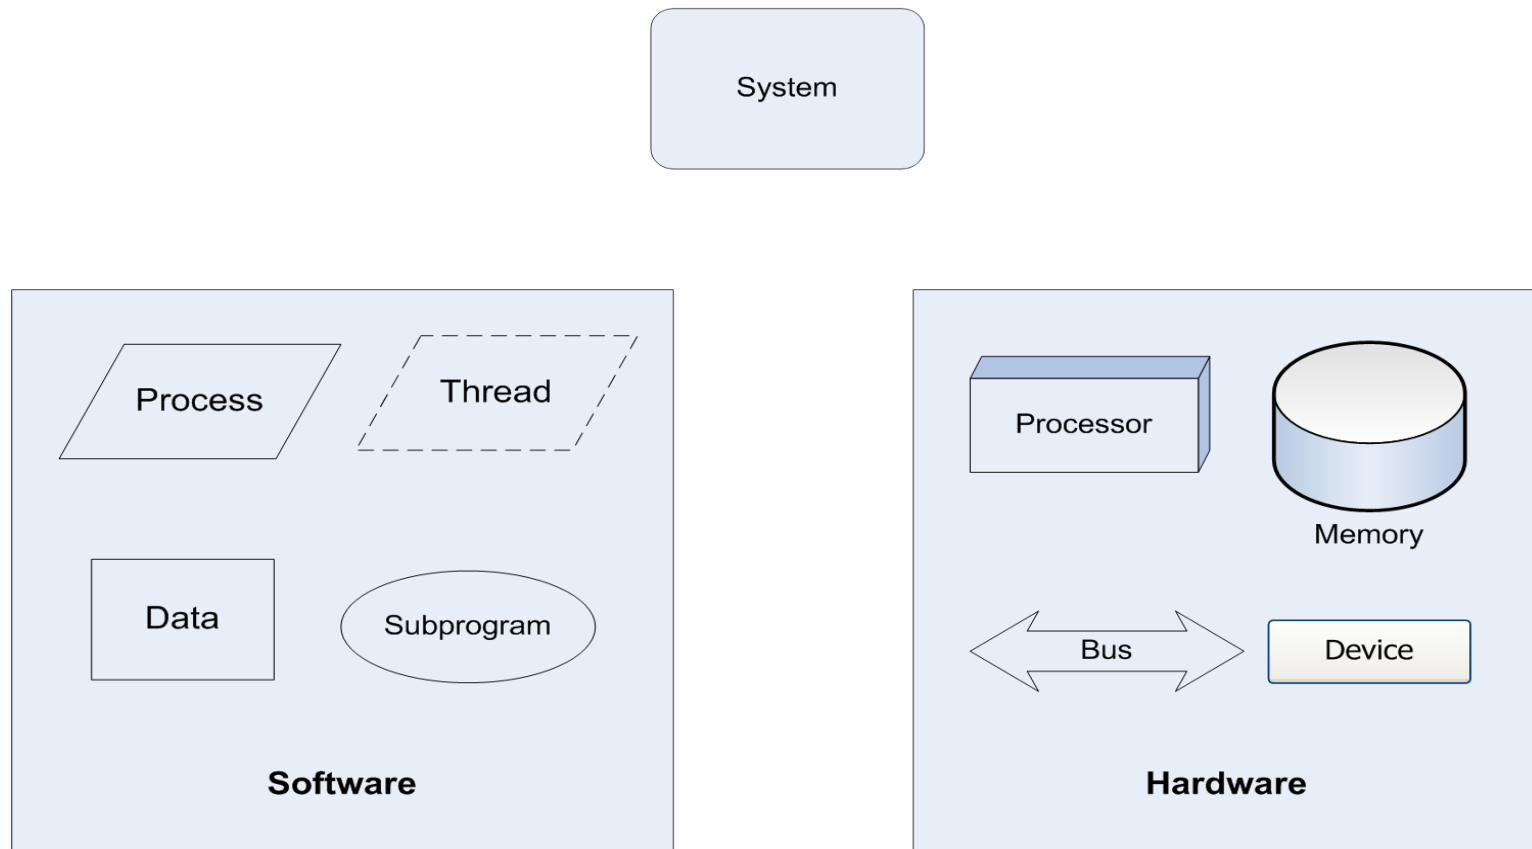 System
Process
Thread
Data
Subprogram
Software
Processor
Memory
Bus
Device
Hardware